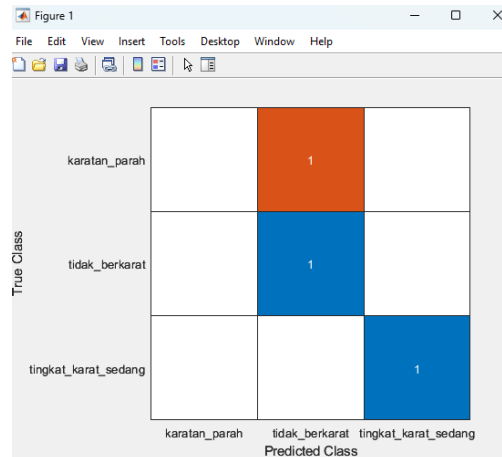 Figure 1
File Edit View Insert Tools Desktop Window Help
karatan_parah
1
tidak_berkarat
1
True Class
tingkat_karat_sedang
1
karatan_parah tidak_berkarat tingkat_karat_sedang
Predicted Class